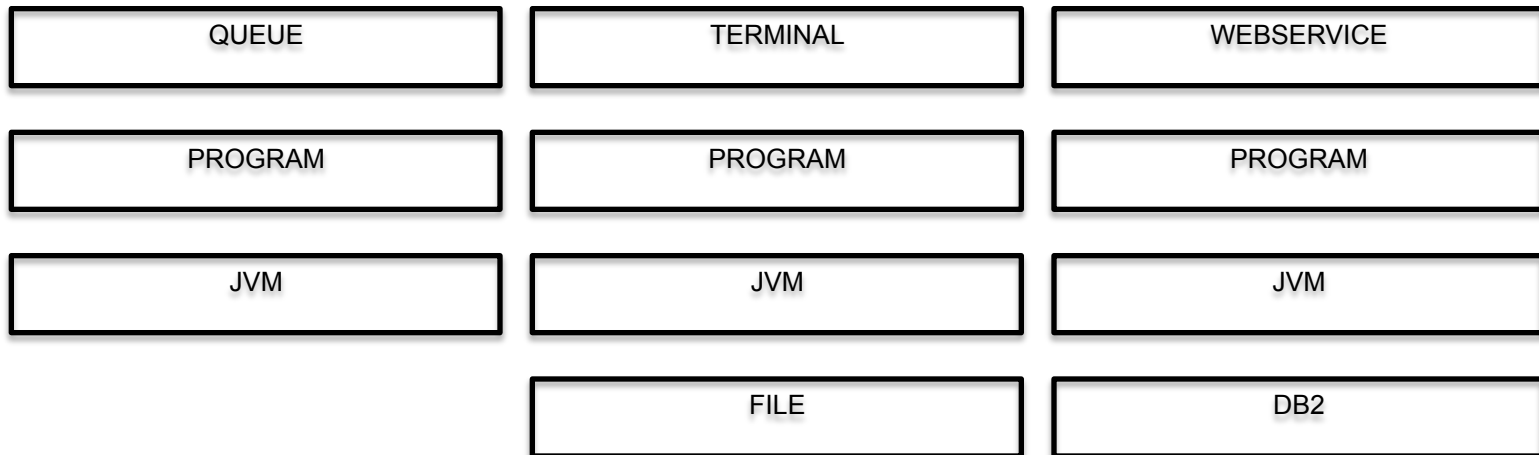 QUEUE
TERMINAL
WEBSERVICE
PROGRAM
PROGRAM
PROGRAM
JVM
JVM
JVM
FILE
DB2